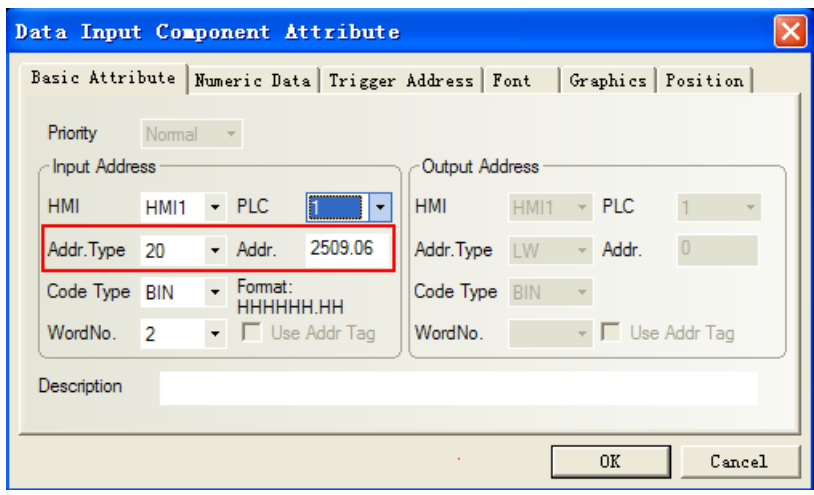 Data Input Component Attribute
Basic Attribute Numeric Data Trigger Address Font Graphics Position
Priority Normal
Input Address Output Address
HMI HMI1 PLC 1 HMI HMI1 PLC 1
Addr.Type 20 Addr. 2509.06 Addr.Type LW Addr. 0
Code Type BIN Format: Code Type BIN
HHHHHH.HH
WordNo. 2 Use Addr Tag WordNo. Use Addr Tag
Description
OK Cancel